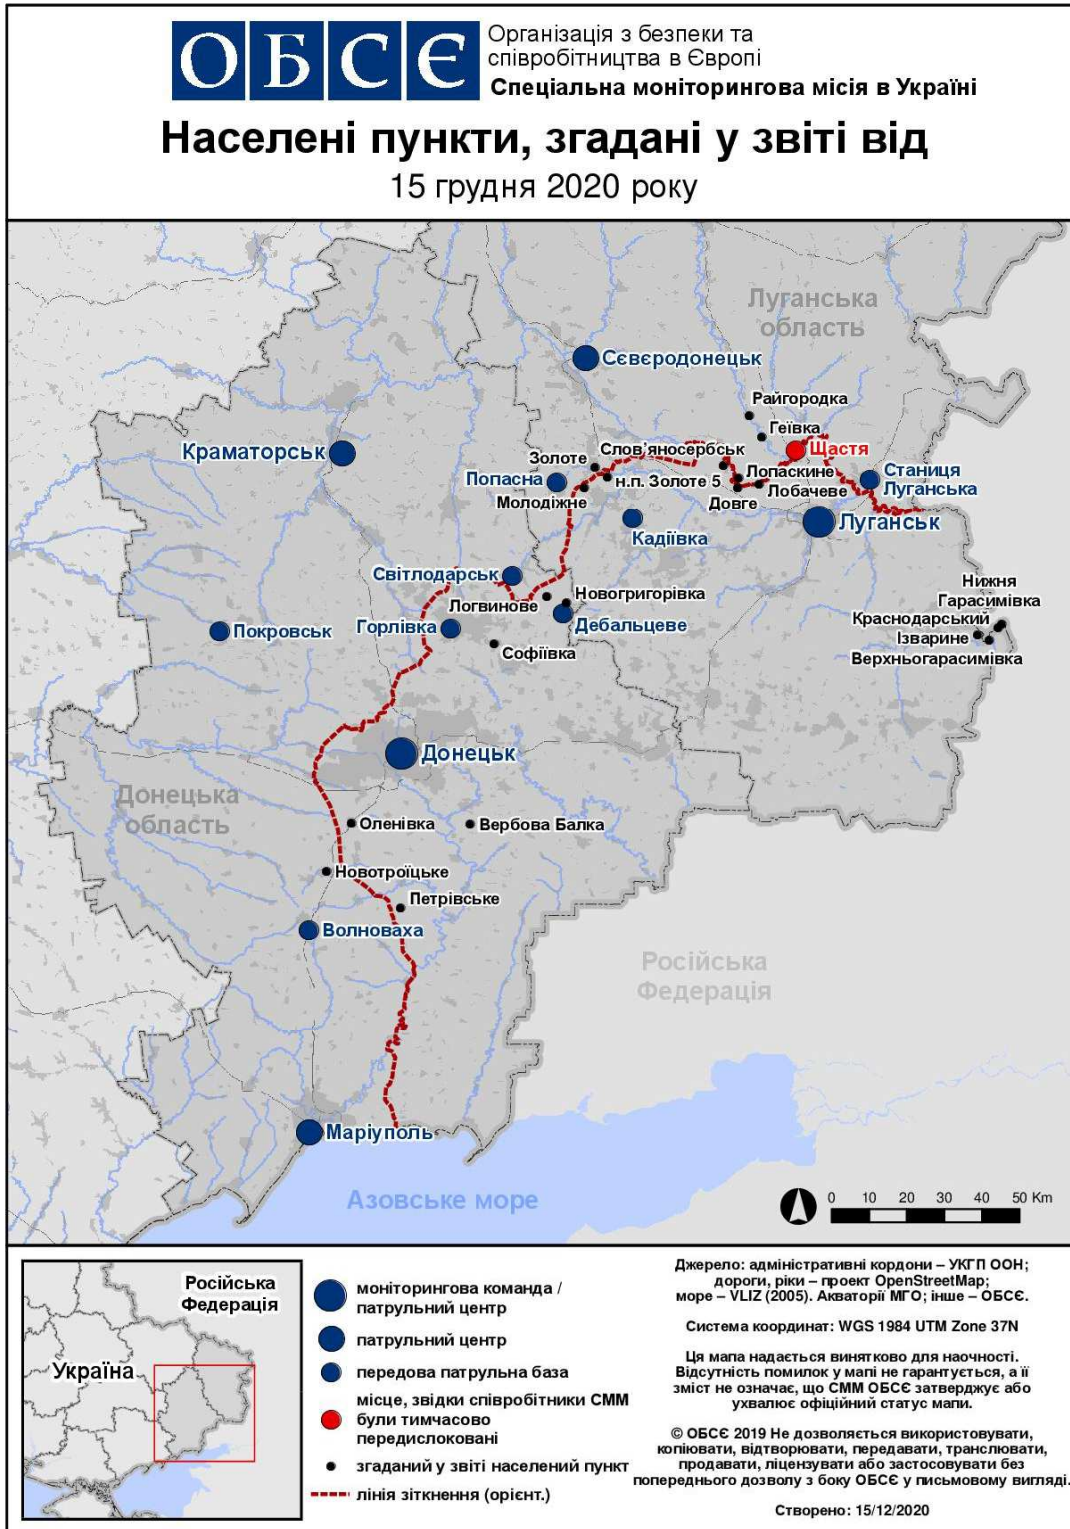 ОБСЄ
Організація з безпеки та
співробітництва в Європі
Спеціальна моніторингова місія в Україні
Населені пункти, згадані у звіті від
15 грудня 2020 року
Луганська
область
Сєвєродонецьк
Райгородка
Геївка
Краматорськ
Слов’яносербськ
Щастя
Золоте
Лопаскине
Станиця
Луганська
Попасна
н.п. Золоте 5
Лобачеве
Молодіжне
Довге
Луганськ
Кадіївка
Світлодарськ
Нижня
Гарасимівка
Логвинове
Новогригорівка
Краснодарський
Покровськ
Горлівка
Дебальцеве
Ізварине
Софіївка
Верхньогарасимівка
Донецьк
Донецька
область
Оленівка
Вербова Балка
Новотроїцьке
Петрівське
Волноваха
Російська
Федерація
Маріуполь
Азовське море
0 10 20 30 40 50 Km
Російська
Федерація
Україна
моніторингова команда /
патрульний центр
патрульний центр
передова патрульна база
місце, звідки співробітники СММ
були тимчасово
передислоковані
згаданий у звіті населений пункт
лінія зіткнення (орієнт.)
Джерело: адміністративні кордони – УКГП ООН;
дороги, ріки – проект OpenStreetMap;
море – VLIZ (2005). Акваторії МГО; інше – ОБСЄ.
Система координат: WGS 1984 UTM Zone 37N
Ця мапа надається винятково для наочності.
Відсутність помилок у мапі не гарантується, а її
зміст не означає, що СММ ОБСЄ затверджує або
ухвалює офіційний статус мапи.
© ОБСЄ 2019 Не дозволяється використовувати,
копіювати, відтворювати, передавати, транслювати,
продавати, ліцензувати або застосовувати без
попереднього дозволу з боку ОБСЄ у письмовому вигляді.
Створено: 15/12/2020